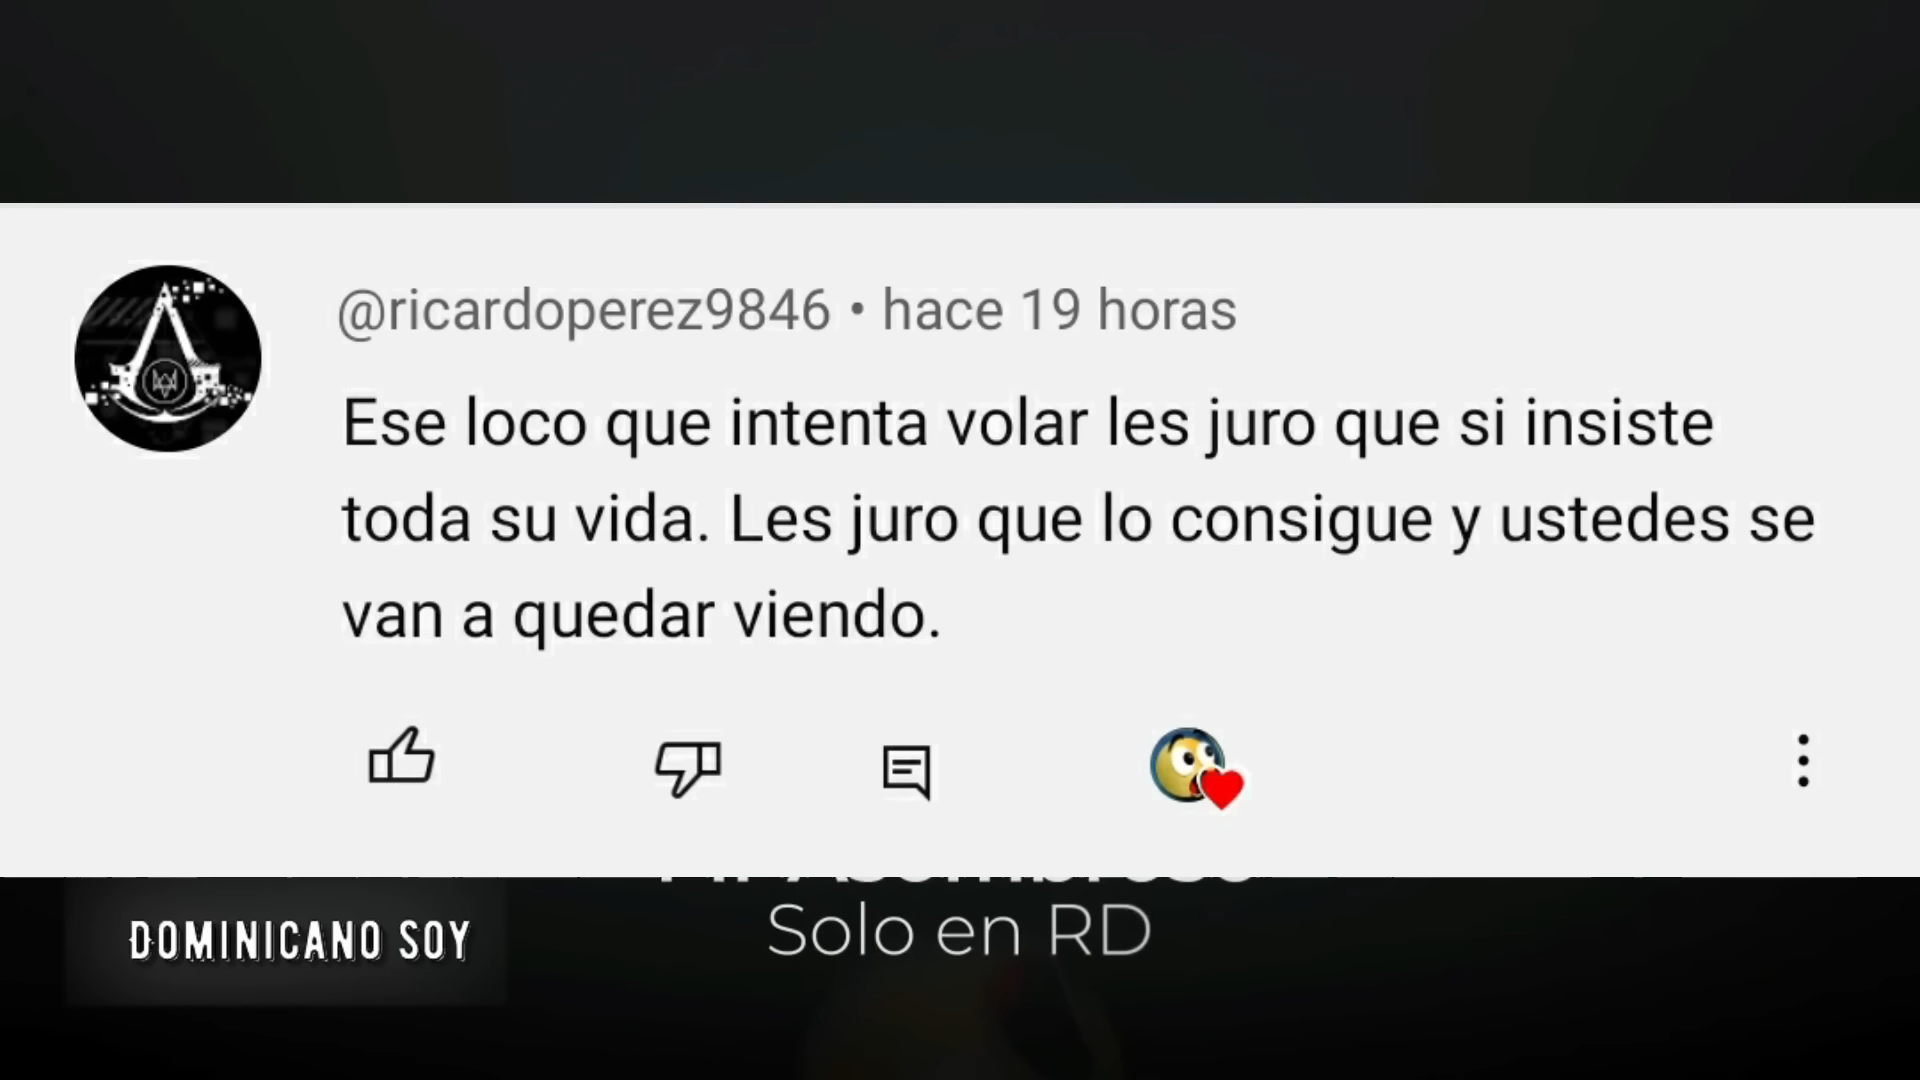 @ricardoperez9846 • hace 19 horas
Ese loco que intenta volar les juro que si insiste
toda su vida. Les juro que lo consigue y ustedes se
van a quedar viendo.
Solo en RD
DOMINICANO SOY